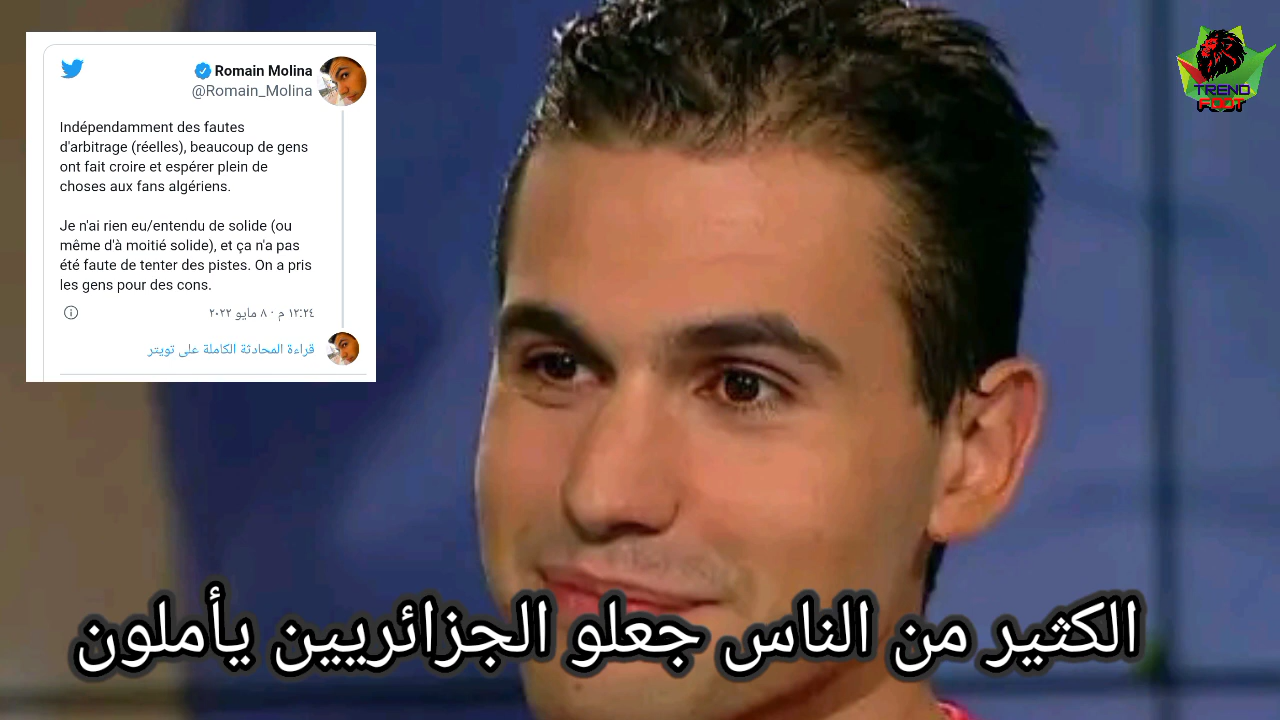 Romain Molina
@Romain_Molina
Indépendamment des fautes
d'arbitrage (réelles), beaucoup de gens
ont fait croire et espérer plein de
choses aux fans algériens.
Je n'ai rien eu/entendu de solide (ou
même d'à moitié solide), et ça n'a pas
été faute de tenter des pistes. On a pris
les gens pour des cons.
١٢:٢٤ م · ٨ مايو ٢٠٢٢
قراءة المحادثة الكاملة على تويتر
TREND
FOOT
الكثير من الناس جعلو الجزائريين يأملون